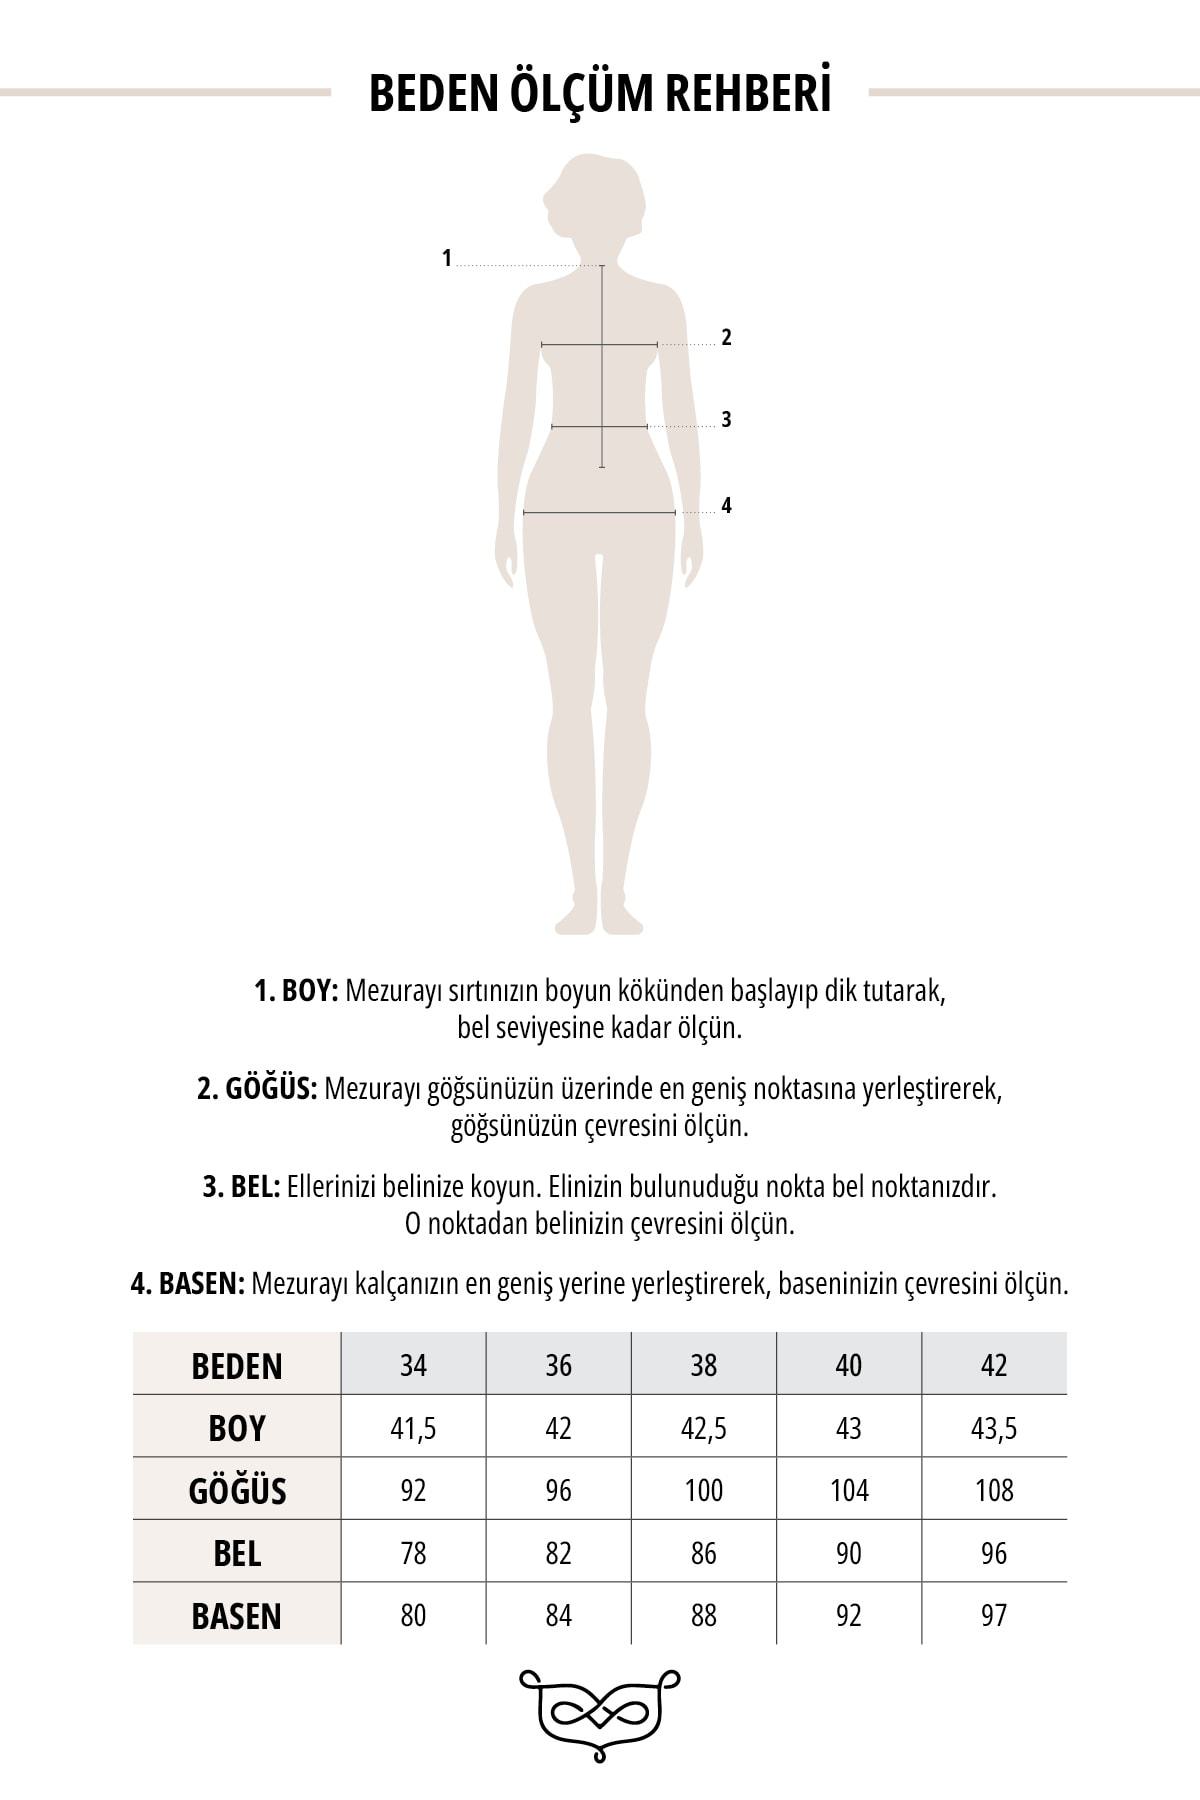 BEDEN ÖLÇÜM REHBERİ
1
2
3
4
1. BOY: Mezurayı sırtınızın boyun kökünden başlayıp dik tutarak,
bel seviyesine kadar ölçün.
2. GÖĞÜS: Mezurayı göğsünüzün üzerinde en geniş noktasına yerleştirerek,
göğsünüzün çevresini ölçün.
3. BEL: Ellerinizi belinize koyun. Elinizin bulunuduğu nokta bel noktanızdır.
O noktadan belinizin çevresini ölçün.
4. BASEN: Mezurayı kalçanızın en geniş yerine yerleştirerek, baseninizin çevresini ölçün.
BEDEN 34 36 38 40 42
BOY 41,5 42 42,5 43 43,5
GÖĞÜS 92 96 100 104 108
BEL 78 82 86 90 96
BASEN 80 84 88 92 97